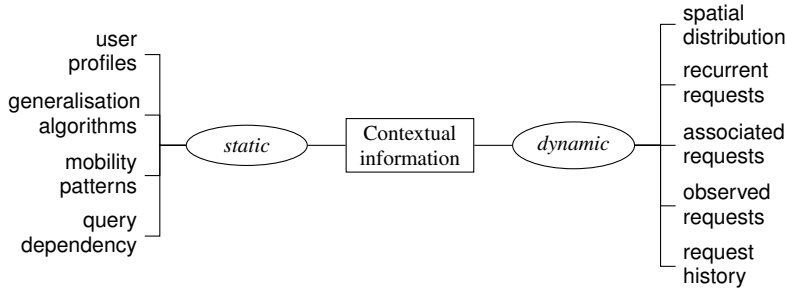 user
profiles
generalisation
algorithms
mobility
patterns
query
dependency
static
Contextual
information
dynamic
spatial
distribution
recurrent
requests
associated
requests
observed
requests
request
history